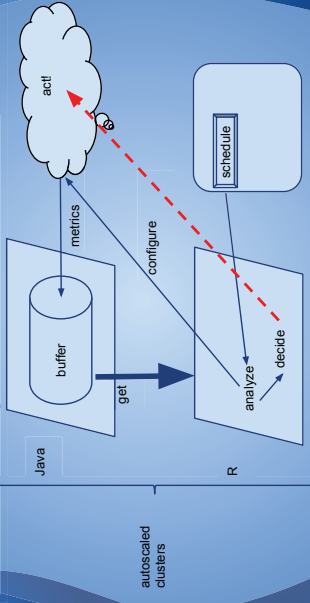 autoscaled
clusters
Java
R
buffer
get
metrics
configure
act!
analyze
decide
schedule